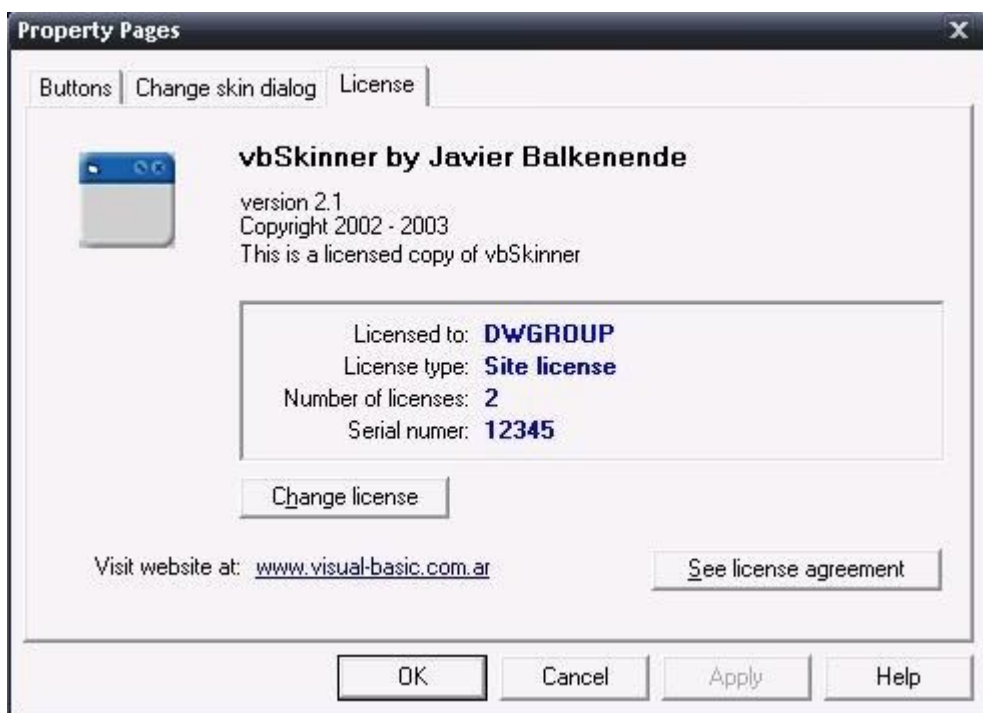 Property Pages
Buttons Change skin dialog License
vbSkinner by Javier Balkenende
version 2.1
Copyright 2002 - 2003
This is a licensed copy of vbSkinner
Licensed to: DWGROUP
License type: Site license
Number of licenses: 2
Serial numer: 12345
Change license
Visit website at: www.visual-basic.com.ar See license agreement
OK Cancel Apply Help